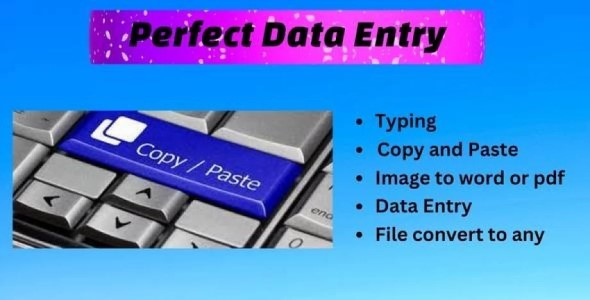 Perfect Data Entry
Copy / Paste
end
• Typing
• Copy and Paste
• Image to word or pdf
• Data Entry
• File convert to any